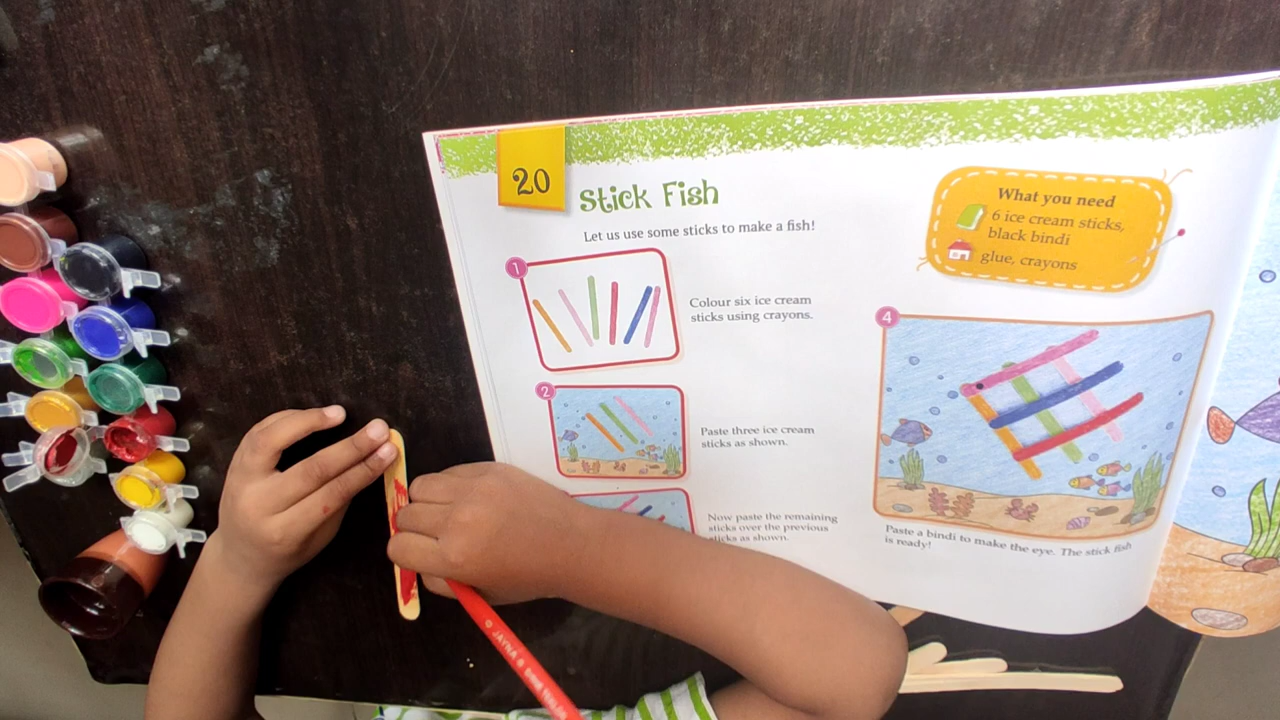 20
Stick Fish
Let us use some sticks to make a fish!
What you need
6 ice cream sticks,
black bindi
glue, crayons
1
Colour six ice cream
sticks using crayons.
2
Paste three ice cream
sticks as shown.
Now paste the remaining
sticks over the previous
sticks as shown.
4
Paste a bindi to make the eye. The stick fish
is ready!
JAYNA